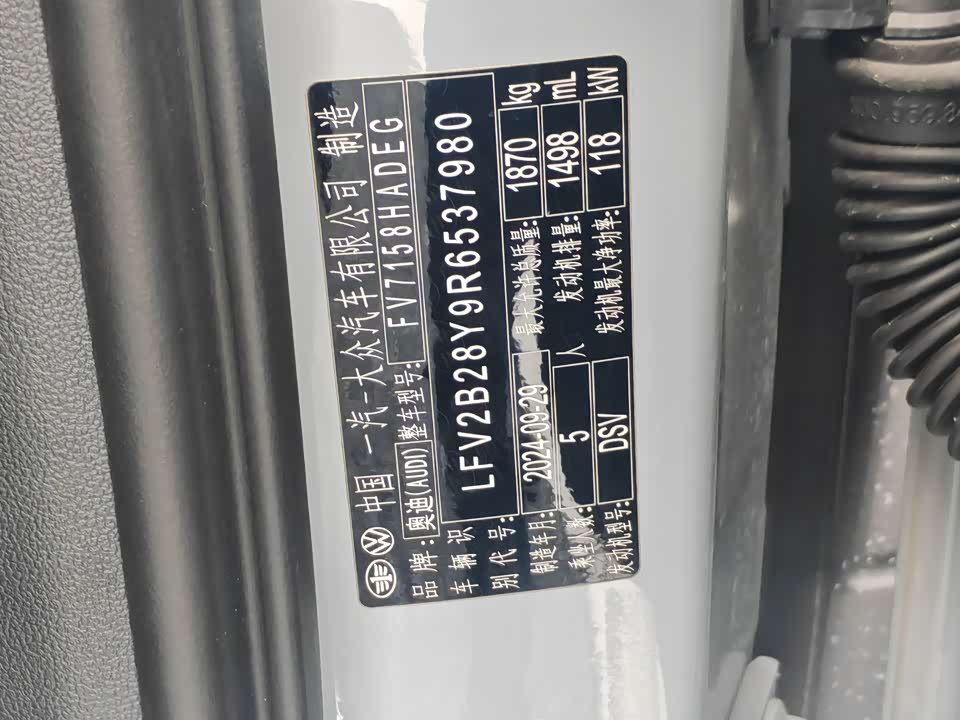 中国 一汽-大众汽车有限公司 制造
品牌: 奥迪(AUDI) 整车型号: FV7158HADEG
车辆识别代号: LFV2B28Y9R6537980
制造年月: 2024-09-29 最大允许总质量: 1870 kg
乘坐人数: 5 人 发动机排量: 1498 mL
发动机型号: DSV 发动机最大净功率: 118 kW